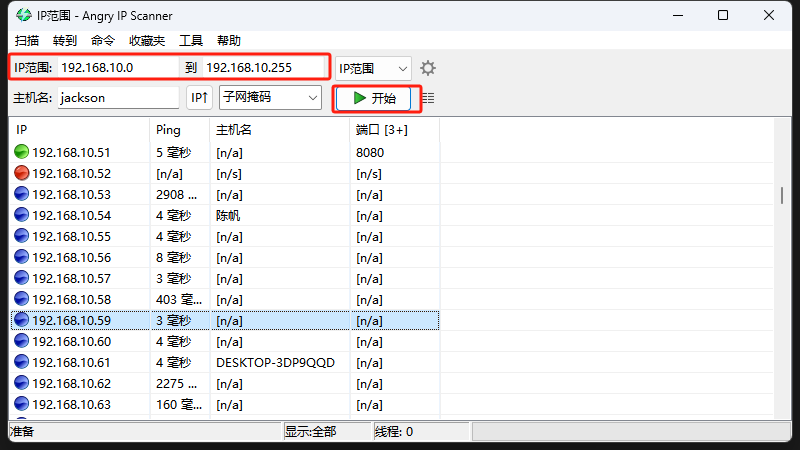 IP范围 - Angry IP Scanner
扫描 转到 命令 收藏夹 工具 帮助
IP范围: 192.168.10.0 到 192.168.10.255 IP范围
主机名: jackson IP↑ 子网掩码 开始
IP Ping 主机名 端口 [3+]
192.168.10.51 5 毫秒 [n/a] 8080
192.168.10.52 [n/a] [n/s] [n/s]
192.168.10.53 2908 ... [n/a] [n/a]
192.168.10.54 4 毫秒 陈帆 [n/a]
192.168.10.55 4 毫秒 [n/a] [n/a]
192.168.10.56 8 毫秒 [n/a] [n/a]
192.168.10.57 3 毫秒 [n/a] [n/a]
192.168.10.58 403 毫... [n/a] [n/a]
192.168.10.59 3 毫秒 [n/a] [n/a]
192.168.10.60 4 毫秒 [n/a] [n/a]
192.168.10.61 4 毫秒 DESKTOP-3DP9QQD [n/a]
192.168.10.62 2275 ... [n/a] [n/a]
192.168.10.63 160 毫... [n/a] [n/a]
准备 显示:全部 线程: 0